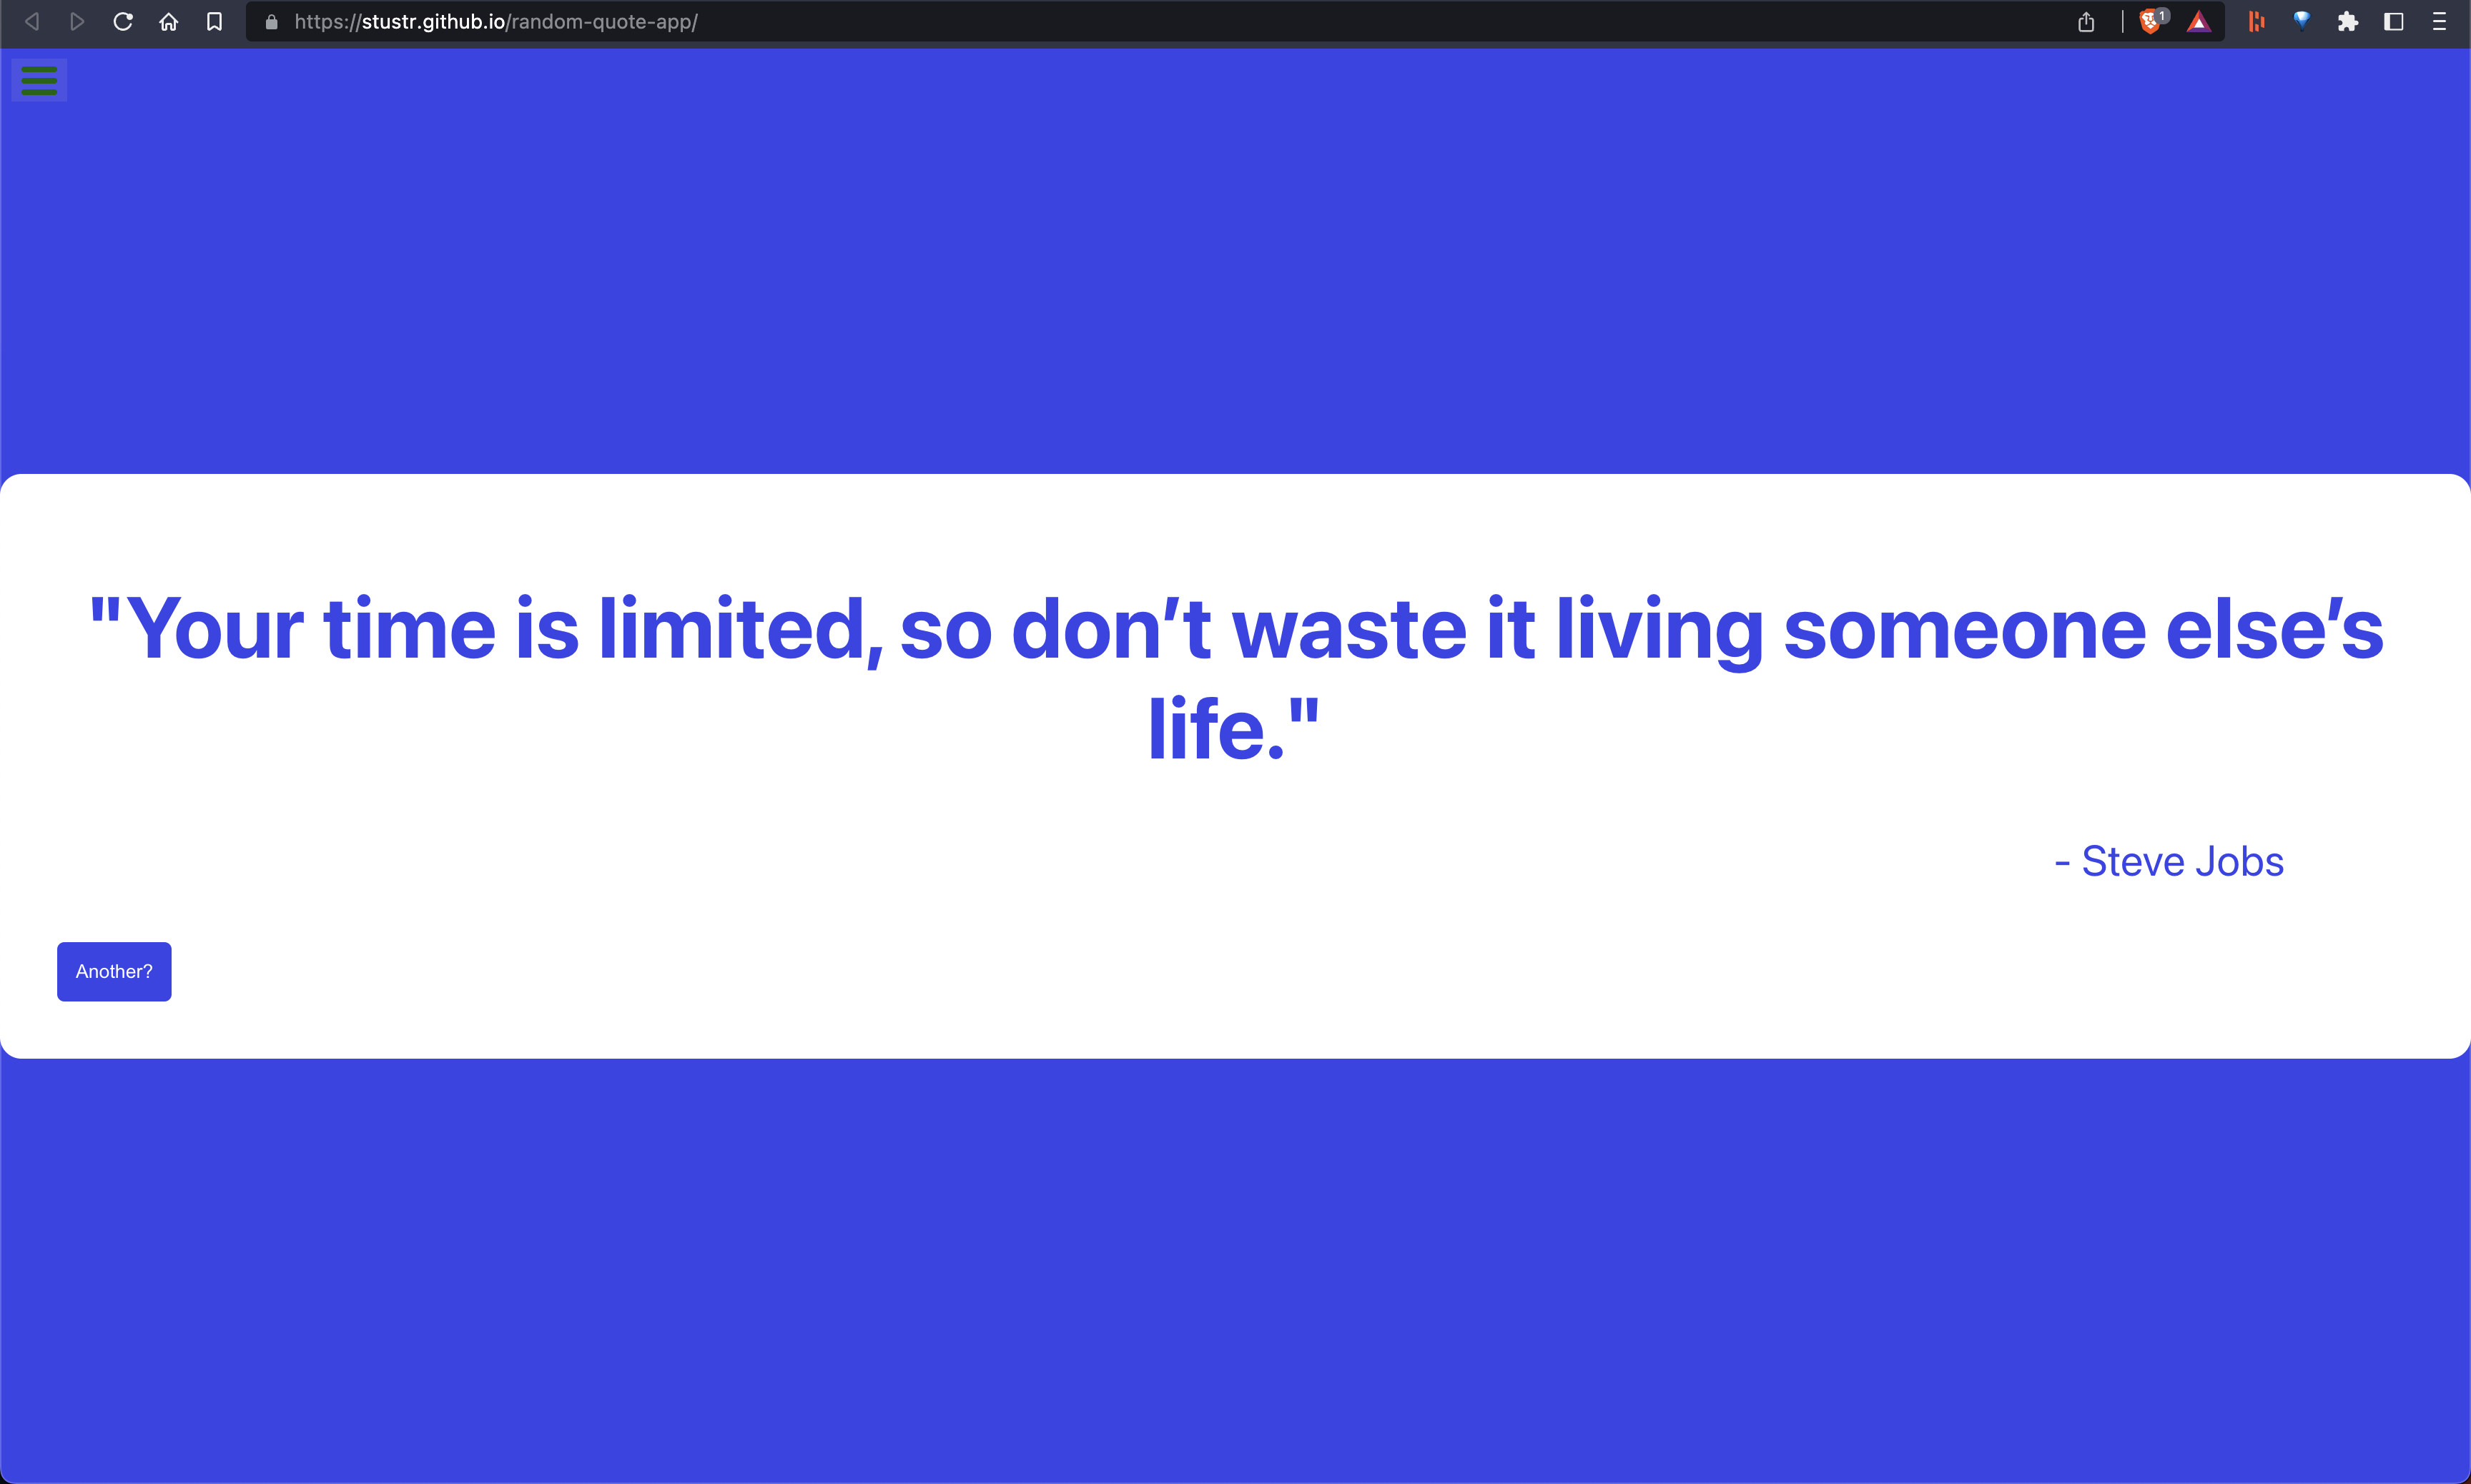 https://stustr.github.io/random-quote-app/
1
"Your time is limited, so don’t waste it living someone else’s
life."
- Steve Jobs
Another?